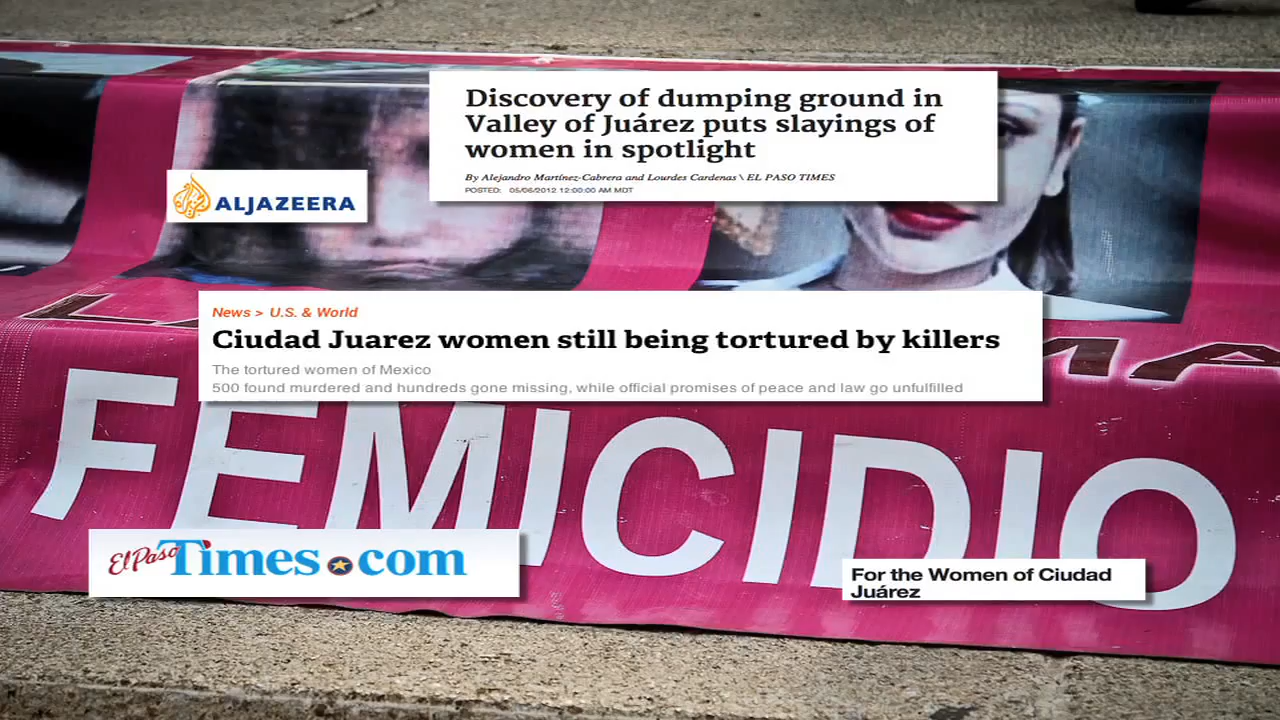 Discovery of dumping ground in
Valley of Juárez puts slayings of
women in spotlight
By Alejandro Martínez-Cabrera and Lourdes Cardenas \ EL PASO TIMES
POSTED: 05/06/2012 12:00:00 AM MDT
ALJAZEERA
News > U.S. & World
Ciudad Juarez women still being tortured by killers
The tortured women of Mexico
500 found murdered and hundreds gone missing, while official promises of peace and law go unfulfilled
FEMICIDIO
El Paso Times.com
For the Women of Ciudad
Juárez